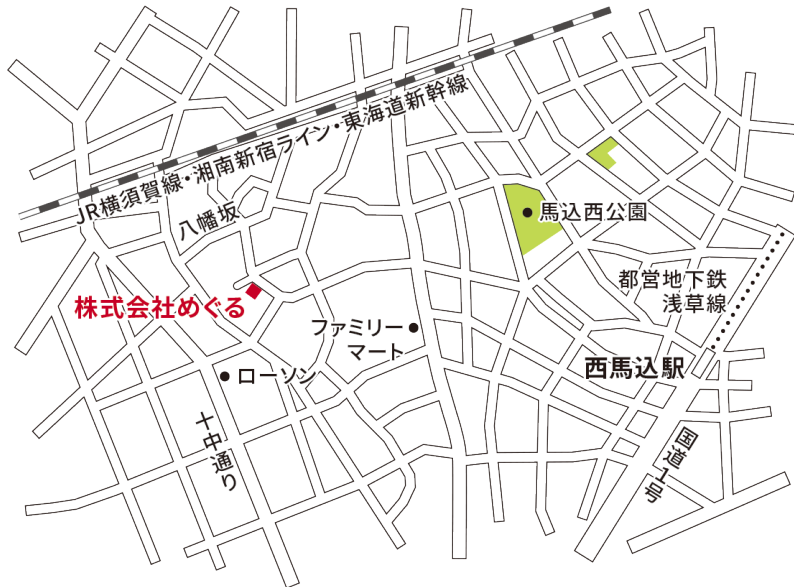 JR横須賀線・湘南新宿ライン・東海道新幹線
八幡坂
馬込西公園
都営地下鉄
浅草線
株式会社めぐる
ファミリー
マート
西馬込駅
ローソン
十中通り
国道1号